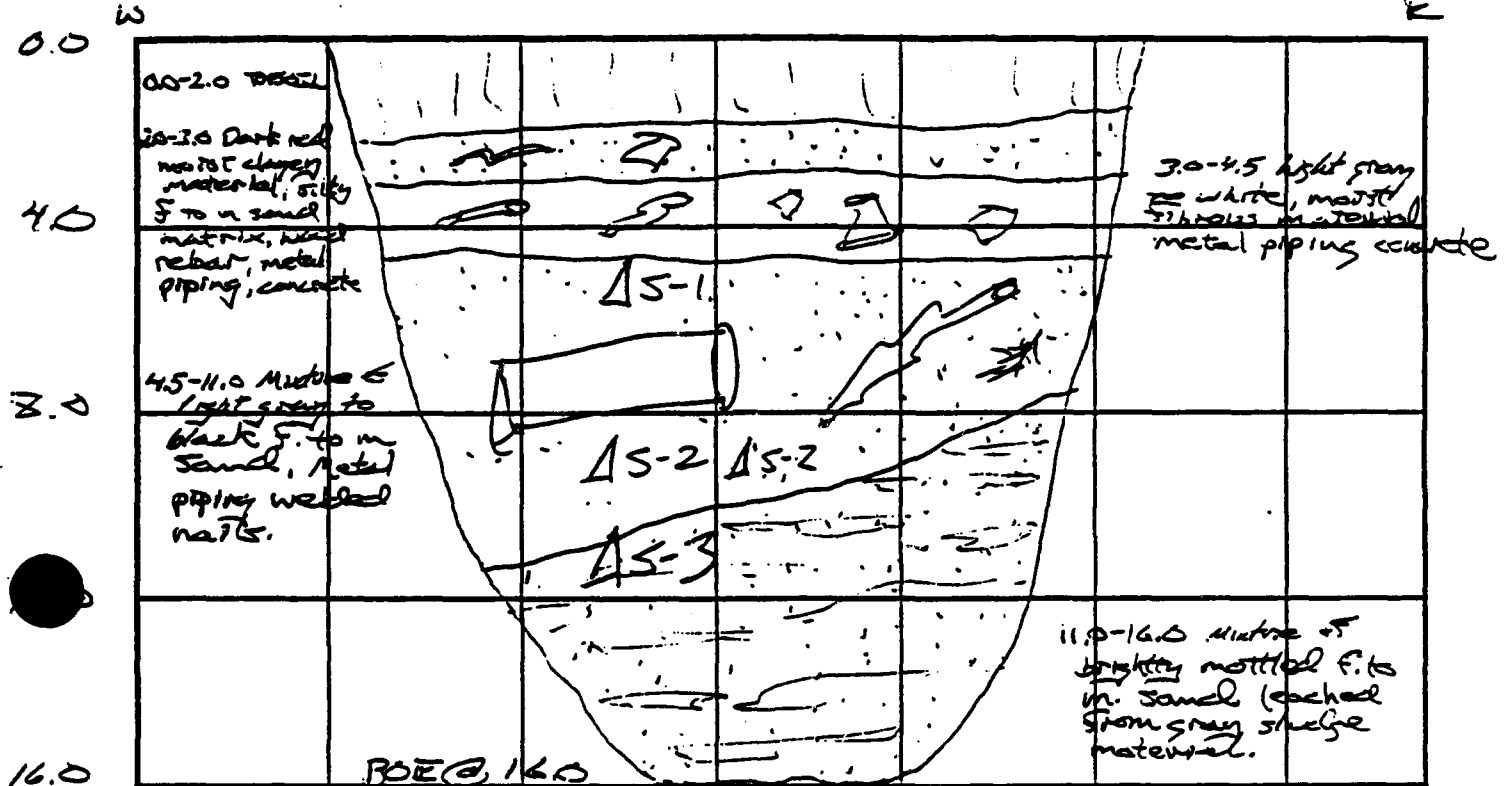 W
0.0
0.0-2.0 TOPSOIL
2.0-3.0 Dark red
moist clayey
material, silty
f to m sand
matrix, wood
rebar, metal
piping, concrete
3.0-4.5 light gray
white, moist
fibrous material
metal piping concrete
4.0
S-1
4.5-11.0 Mixture
light gray to
black f. to m
sand, Metal
piping welded
nails.
8.0
S-2 S-2
S-3
11.0-16.0 Mixture of
brightly mottled f. to
m. sand leached
from gray sludge
material.
16.0
BOE @ 16.0